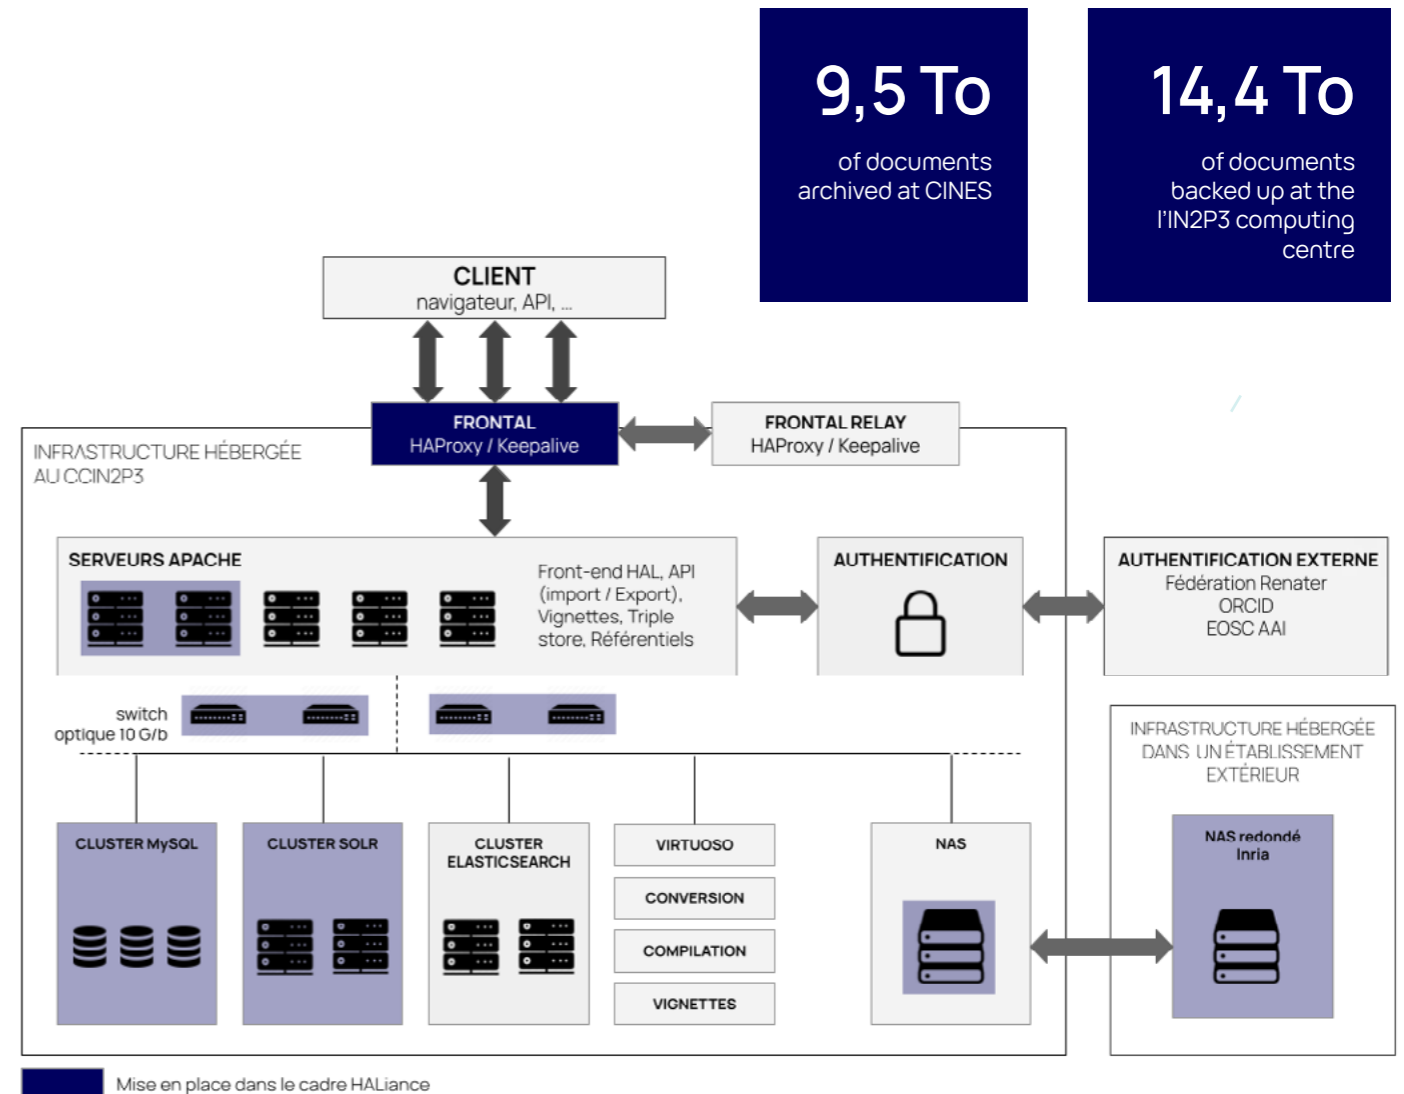 9,5 To
of documents
archived at CINES
14,4 To
of documents
backed up at the
l'IN2P3 computing
centre
CLIENT
navigateur, API, ...
FRONTAL
HAProxy / Keepalive
FRONTAL RELAY
HAProxy / Keepalive
INFRASTRUCTURE HÉBERGÉE
AU CCIN2P3
SERVEURS APACHE
Front-end HAL, API
(import / Export),
Vignettes, Triple
store, Référentiels
AUTHENTIFICATION
AUTHENTIFICATION EXTERNE
Fédération Renater
ORCID
EOSC AAI
switch
optique 10 G/b
INFRASTRUCTURE HÉBERGÉE
DANS UN ÉTABLISSEMENT
EXTÉRIEUR
CLUSTER MySQL
CLUSTER SOLR
CLUSTER
ELASTICSEARCH
VIRTUOSO
CONVERSION
COMPILATION
VIGNETTES
NAS
NAS redondé
Inria
Mise en place dans le cadre HALiance